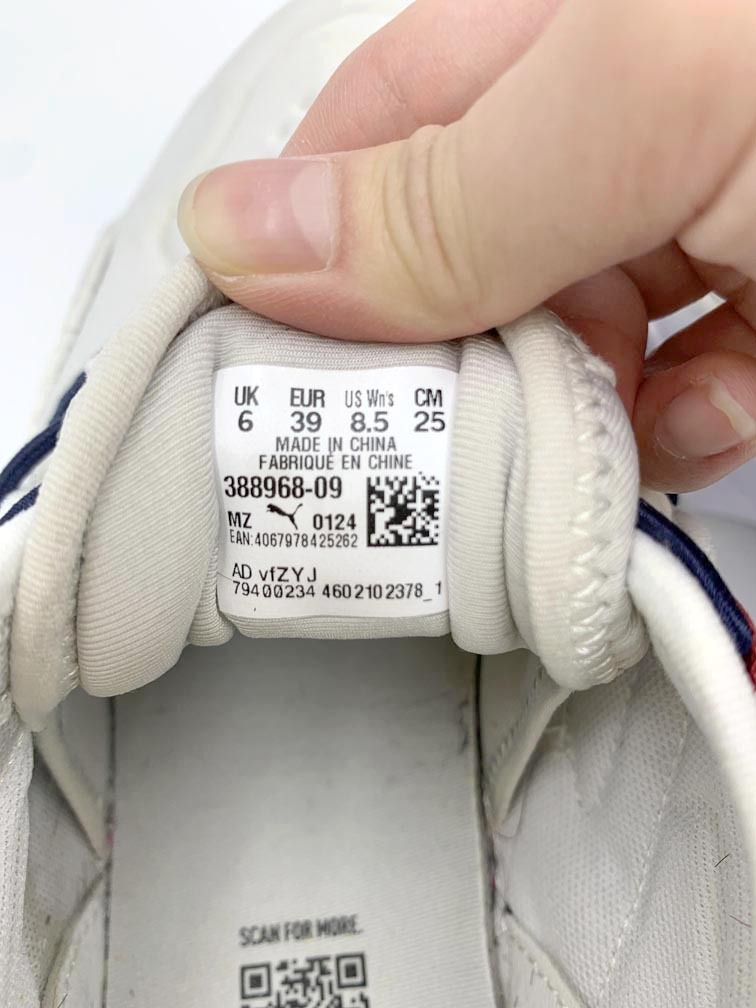 UK EUR US Wn's CM
6 39 8.5 25
MADE IN CHINA
FABRIQUÉ EN CHINE
388968-09
MZ 0124
EAN:4067978425262
AD vfZYJ
79400234 4602102378_1
SCAN FOR MORE.